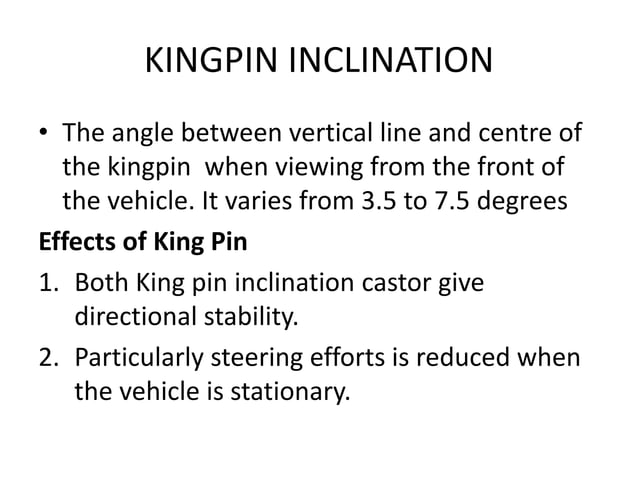 KINGPIN INCLINATION
• The angle between vertical line and centre of
the kingpin  when viewing from the front of
the vehicle. It varies from 3.5 to 7.5 degrees
Effects of King Pin
1. Both King pin inclination castor give
directional stability.
2. Particularly steering efforts is reduced when
the vehicle is stationary.